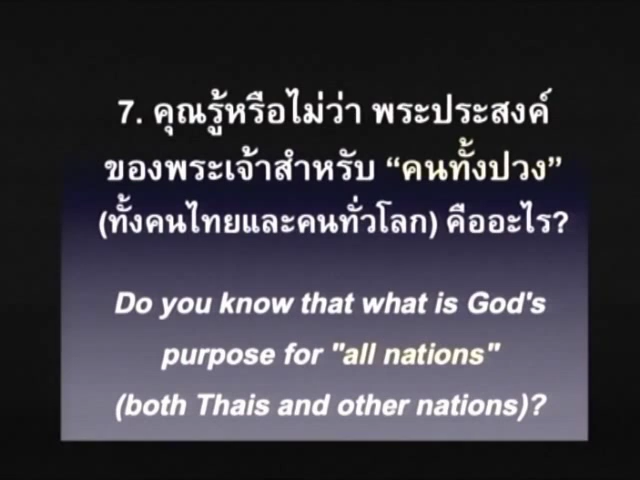 7. คุณรู้หรือไม่ว่า พระประสงค์
ของพระเจ้าสำหรับ “คนทั้งปวง”
(ทั้งคนไทยและคนทั่วโลก) คืออะไร?
Do you know that what is God's
purpose for "all nations"
(both Thais and other nations)?